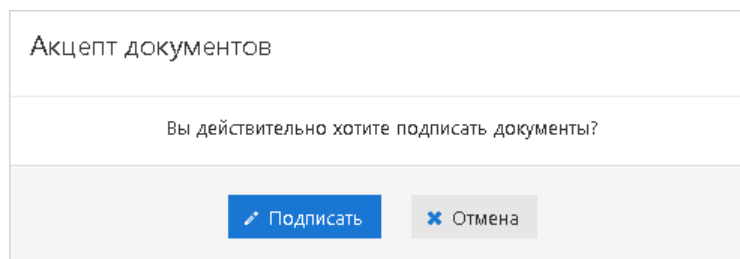 Акцепт документов
Вы действительно хотите подписать документы?
Подписать
Отмена